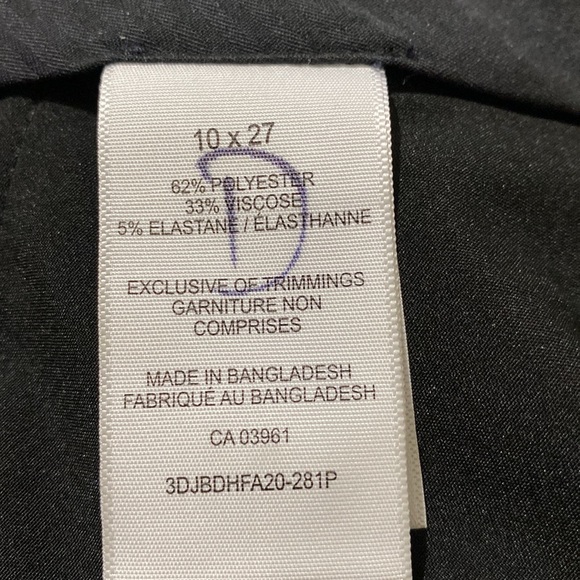 10 x 27
D
62% POLYESTER
33% VISCOSE
5% ELASTANE / ÉLASTHANNE
EXCLUSIVE OF TRIMMINGS
GARNITURE NON
COMPRISES
MADE IN BANGLADESH
FABRIQUÉ AU BANGLADESH
CA 03961
3DJBDHFA20-281P